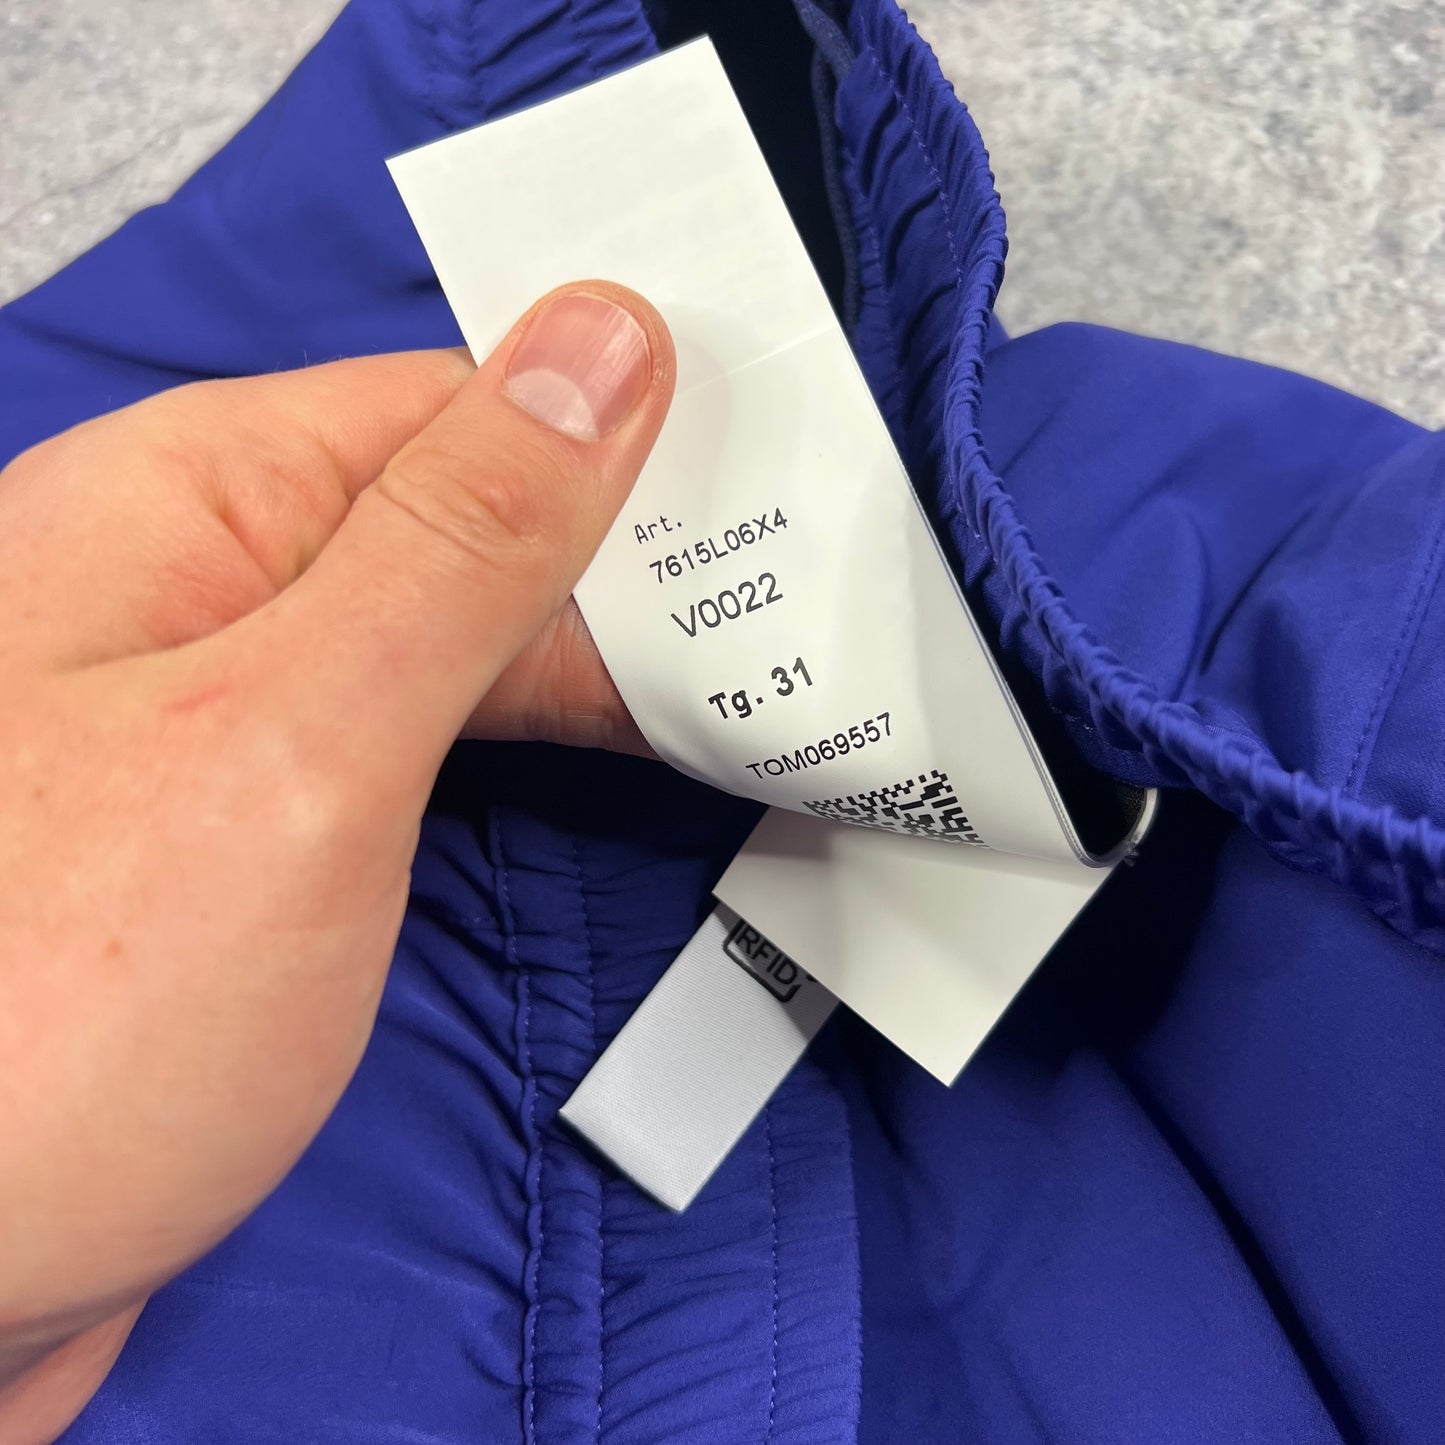 Art.
7615L06X4
V0022
Tg. 31
TOM069557
RFID